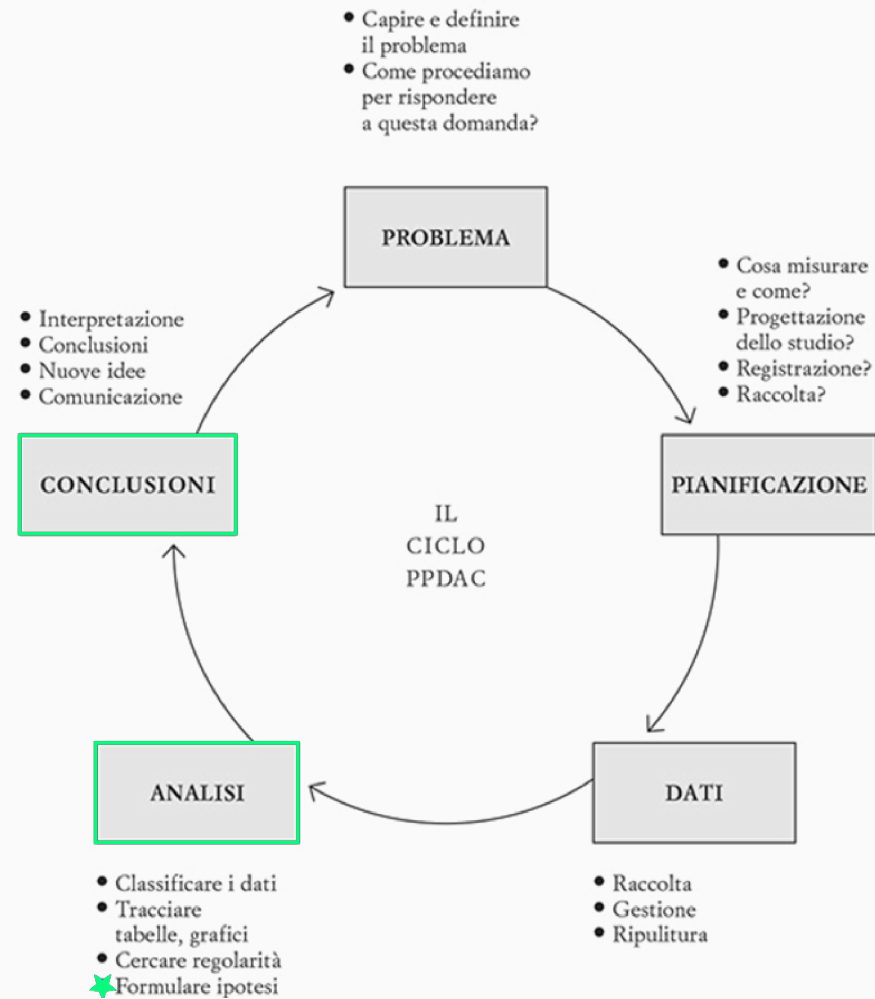 • Capire e definire
il problema
• Come procediamo
per rispondere
a questa domanda?
PROBLEMA
• Cosa misurare
e come?
• Progettazione
dello studio?
• Registrazione?
• Raccolta?
PIANIFICAZIONE
• Interpretazione
• Conclusioni
• Nuove idee
• Comunicazione
CONCLUSIONI
IL
CICLO
PPDAC
DATI
• Raccolta
• Gestione
• Ripulitura
ANALISI
• Classificare i dati
• Tracciare
tabelle, grafici
• Cercare regolarità
Formulare ipotesi